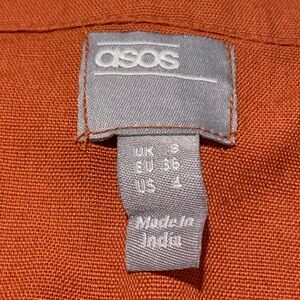 asos
UK 8
EU 36
US 4
Made in
India